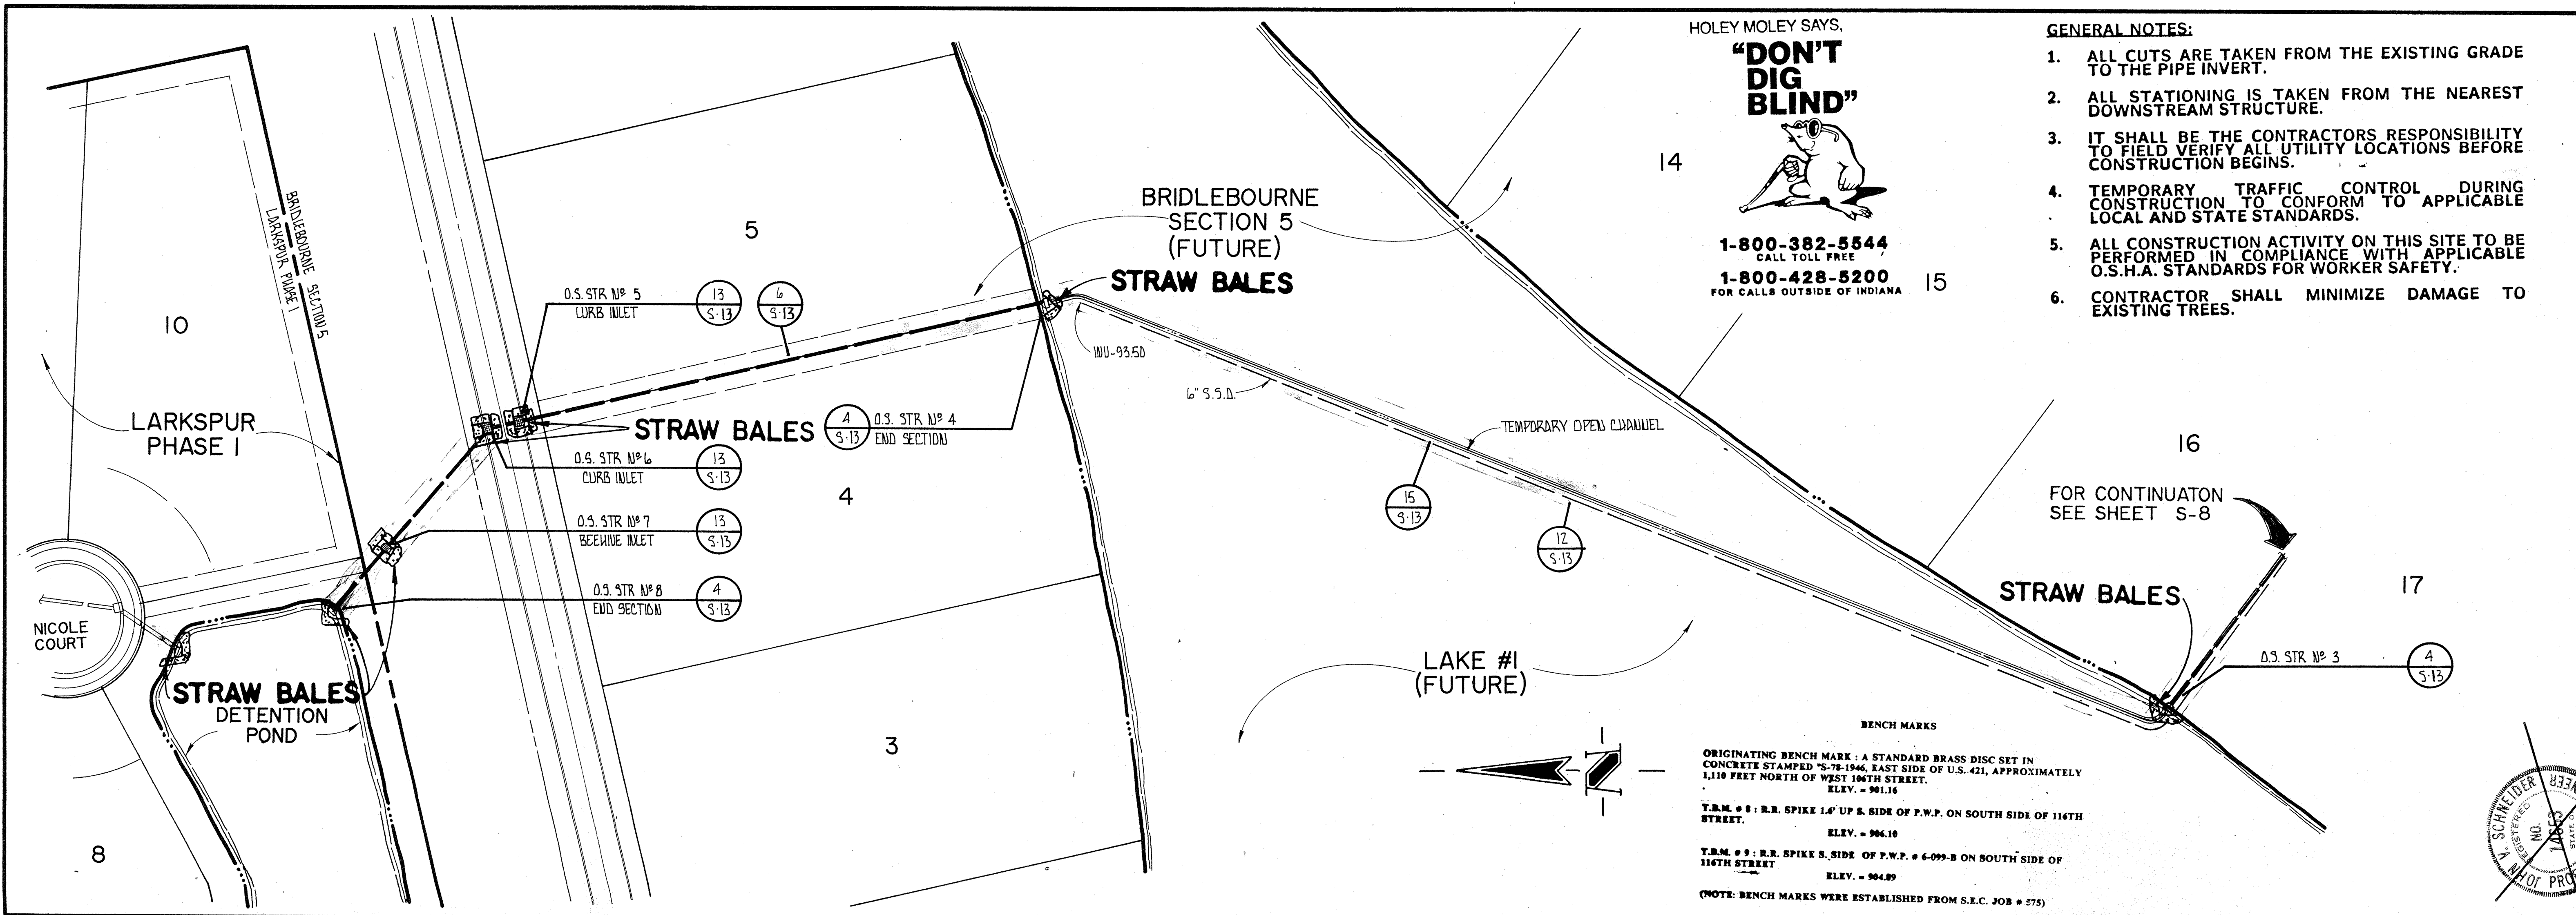 HOLEY MOLEY SAYS,
"DON'T
DIG
BLIND"
1-800-382-5544
CALL TOLL FREE
1-800-428-5200
FOR CALLS OUTSIDE OF INDIANA
GENERAL NOTES:
1. ALL CUTS ARE TAKEN FROM THE EXISTING GRADE
TO THE PIPE INVERT.
2. ALL STATIONING IS TAKEN FROM THE NEAREST
DOWNSTREAM STRUCTURE.
3. IT SHALL BE THE CONTRACTORS RESPONSIBILITY
TO FIELD VERIFY ALL UTILITY LOCATIONS BEFORE
CONSTRUCTION BEGINS.
4. TEMPORARY TRAFFIC CONTROL DURING
CONSTRUCTION TO CONFORM TO APPLICABLE
LOCAL AND STATE STANDARDS.
5. ALL CONSTRUCTION ACTIVITY ON THIS SITE TO BE
PERFORMED IN COMPLIANCE WITH APPLICABLE
O.S.H.A. STANDARDS FOR WORKER SAFETY.
6. CONTRACTOR SHALL MINIMIZE DAMAGE TO
EXISTING TREES.
BRIDLEBOURNE SECTION 5
LARKSPUR PHASE 1
10
5
14
15
BRIDLEBOURNE
SECTION 5
(FUTURE)
STRAW BALES
O.S. STR Nº 5
CURB INLET
13
S-13
6
S-13
INV-93.50
6" S.S.D.
LARKSPUR
PHASE 1
STRAW BALES
4
S-13
O.S. STR Nº 4
END SECTION
TEMPORARY OPEN CHANNEL
O.S. STR Nº 6
CURB INLET
13
S-13
4
15
S-13
12
S-13
16
FOR CONTINUATON
SEE SHEET S-8
O.S. STR Nº 7
BEEHIVE INLET
13
S-13
O.S. STR Nº 8
END SECTION
4
S-13
STRAW BALES
17
NICOLE
COURT
O.S. STR Nº 3
4
S-13
LAKE #1
(FUTURE)
STRAW BALES
DETENTION
POND
3
8
BENCH MARKS
ORIGINATING BENCH MARK : A STANDARD BRASS DISC SET IN
CONCRETE STAMPED "S-78-1946, EAST SIDE OF U.S. 421, APPROXIMATELY
1,110 FEET NORTH OF WEST 106TH STREET.
ELEV. = 901.16
T.B.M. # 8 : R.R. SPIKE 1.6' UP S. SIDE OF P.W.P. ON SOUTH SIDE OF 116TH
STREET.
ELEV. = 906.10
T.B.M. # 9 : R.R. SPIKE S. SIDE OF P.W.P. # 6-099-B ON SOUTH SIDE OF
116TH STREET
ELEV. = 904.89
(NOTE: BENCH MARKS WERE ESTABLISHED FROM S.E.C. JOB # 575)
JOHN V. SCHNEIDER
REGISTERED
NO.
STATE OF